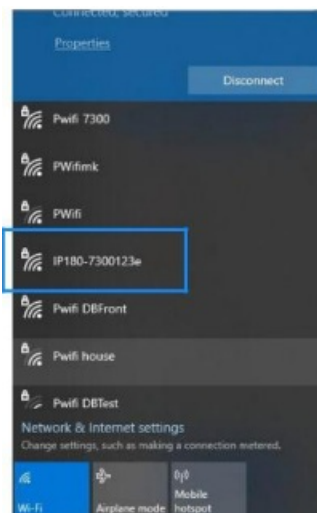 Connected, secured
Properties
Disconnect
Pwifi 7300
PWifimk
PWifi
IP180-7300123e
Pwifi DBFront
Pwifi house
Pwifi DBTest
Network & Internet settings
Change settings, such as making a connection metered.
Wi-Fi
Airplane mode
Mobile
hotspot